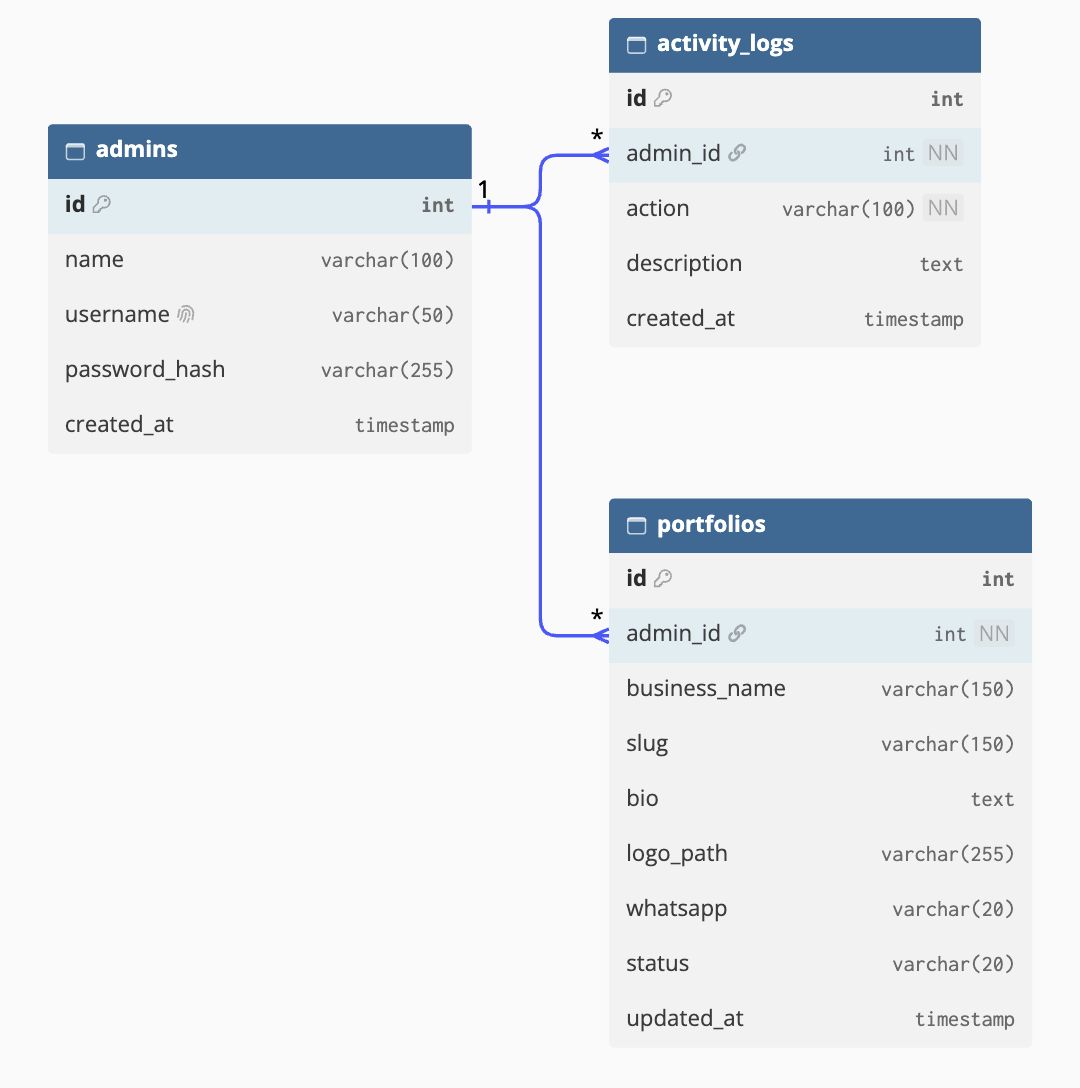 admins
id int
name varchar(100)
username varchar(50)
password_hash varchar(255)
created_at timestamp
1
*
activity_logs
id int
admin_id int NN
action varchar(100) NN
description text
created_at timestamp
*
portfolios
id int
admin_id int NN
business_name varchar(150)
slug varchar(150)
bio text
logo_path varchar(255)
whatsapp varchar(20)
status varchar(20)
updated_at timestamp